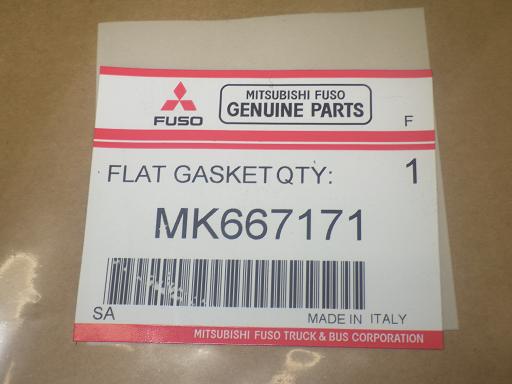 FUSO
MITSUBISHI FUSO
GENUINE PARTS
F
FLAT GASKET QTY: 1
MK667171
SA
MADE IN ITALY
MITSUBISHI FUSO TRUCK & BUS CORPORATION